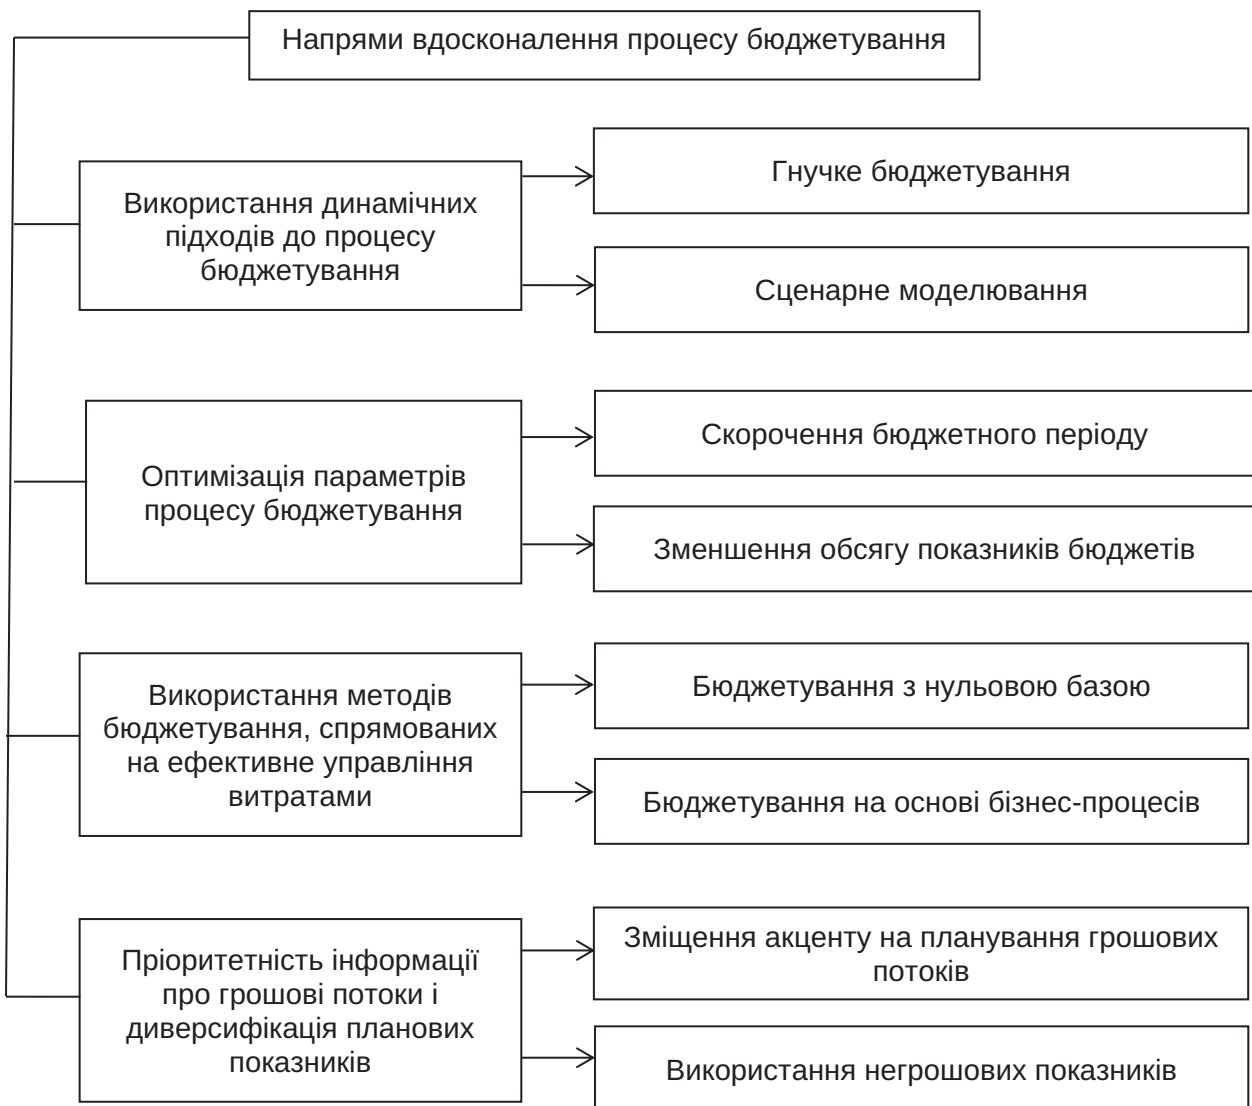 Напрями вдосконалення процесу бюджетування
Використання динамічних
підходів до процесу
бюджетування
Гнучке бюджетування
Сценарне моделювання
Оптимізація параметрів
процесу бюджетування
Скорочення бюджетного періоду
Зменшення обсягу показників бюджетів
Використання методів
бюджетування, спрямованих
на ефективне управління
витратами
Бюджетування з нульовою базою
Бюджетування на основі бізнес-процесів
Пріоритетність інформації
про грошові потоки і
диверсифікація планових
показників
Зміщення акценту на планування грошових
потоків
Використання негрошових показників